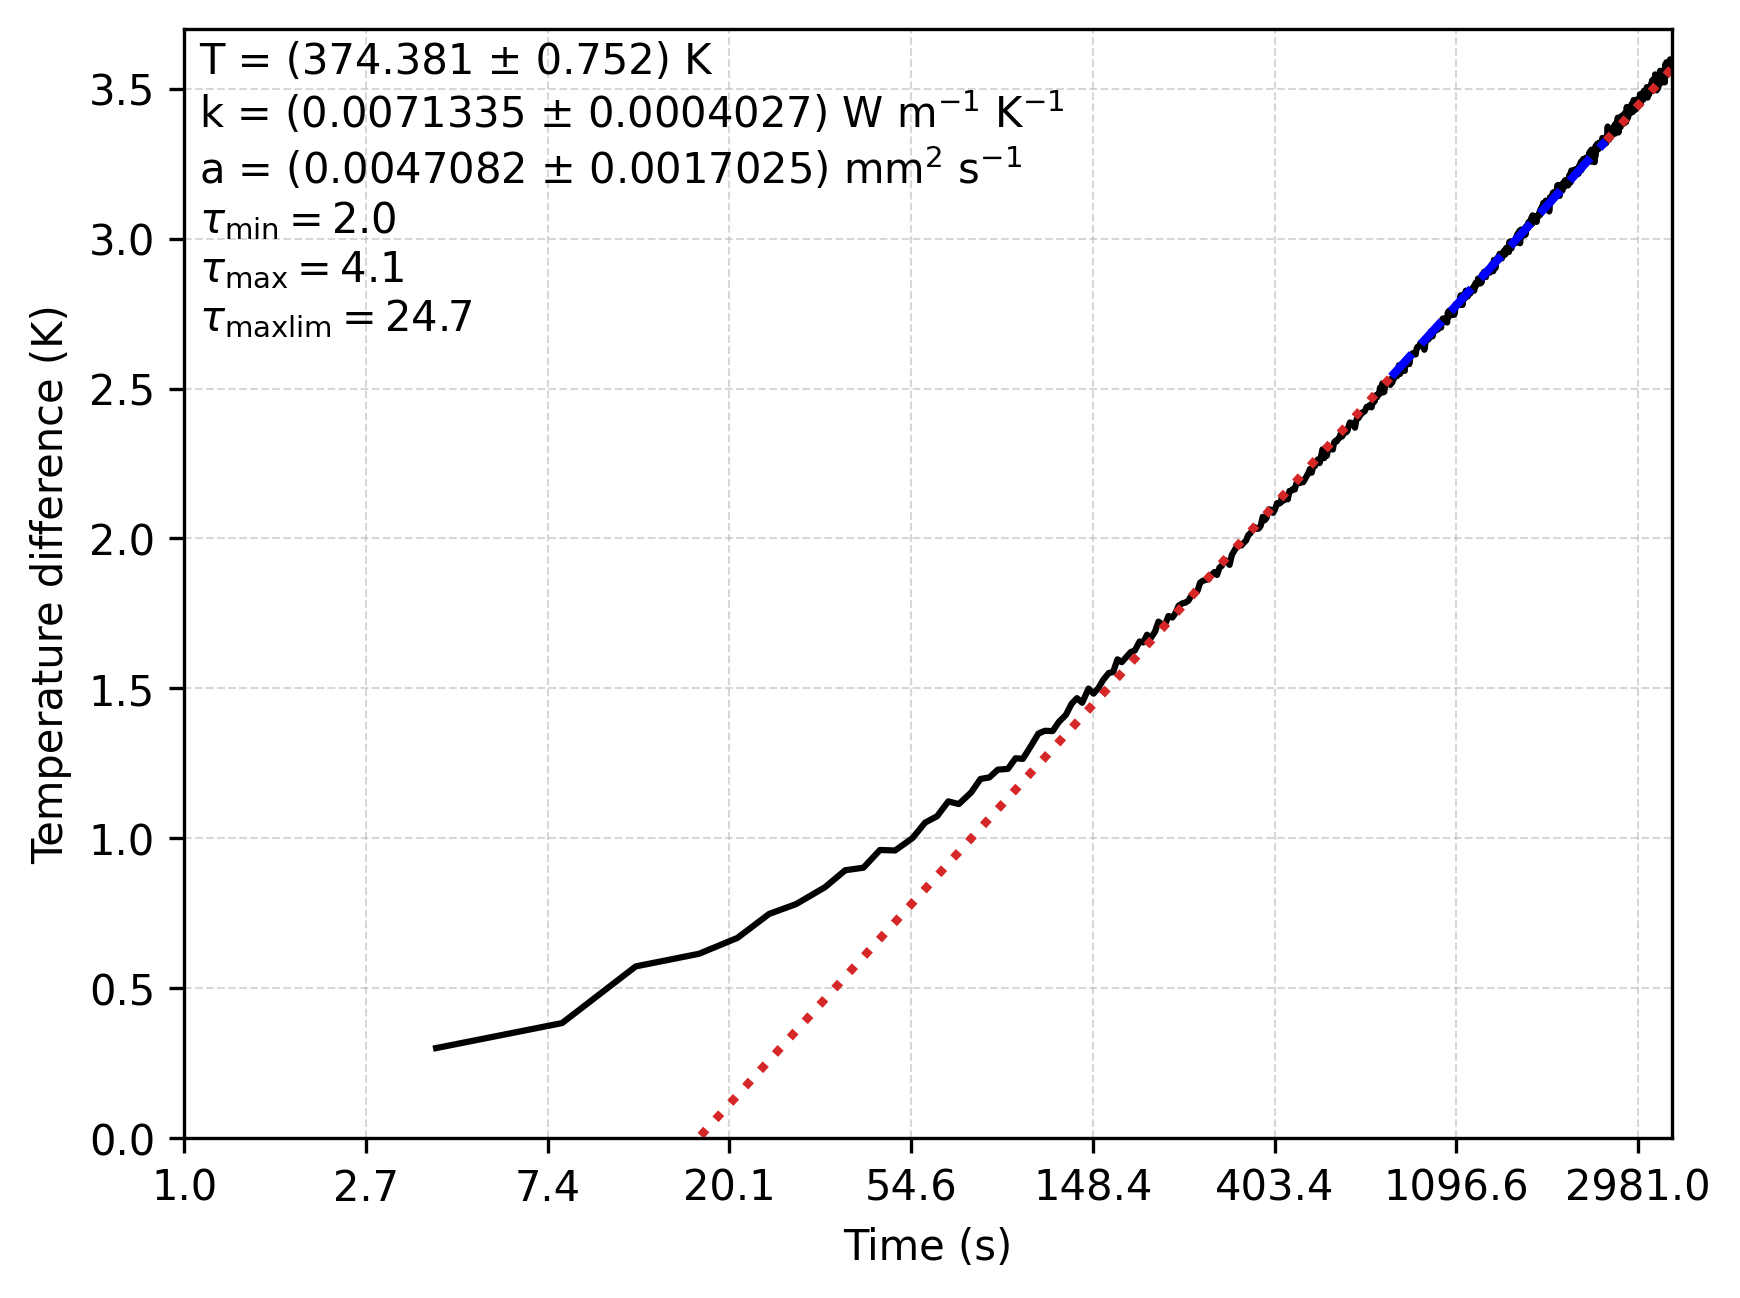 T = (374.381 ± 0.752) K
k = (0.0071335 ± 0.0004027) W m⁻¹ K⁻¹
a = (0.0047082 ± 0.0017025) mm² s⁻¹
τmin = 2.0
τmax = 4.1
τmaxlim = 24.7
Temperature difference (K)
3.5
3.0
2.5
2.0
1.5
1.0
0.5
0.0
1.0 2.7 7.4 20.1 54.6 148.4 403.4 1096.6 2981.0
Time (s)